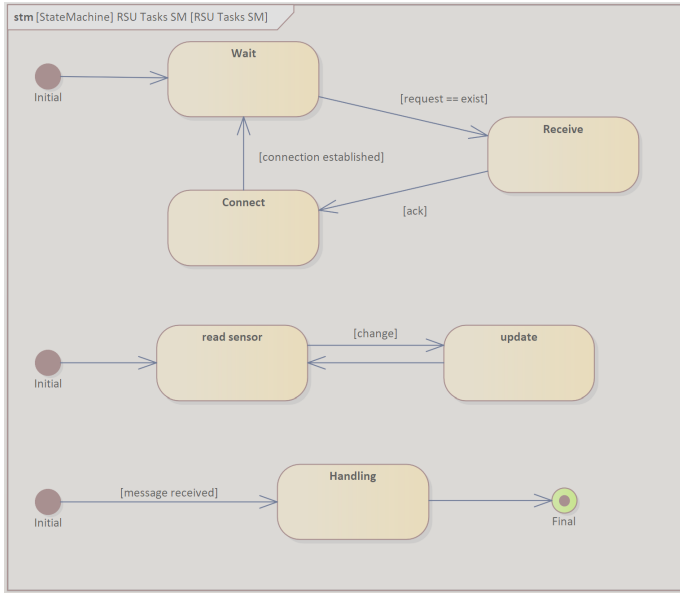 stm [StateMachine] RSU Tasks SM [RSU Tasks SM]
Wait
Initial
[request == exist]
Receive
[connection established]
Connect
[ack]
read sensor
[change]
update
Initial
Handling
[message received]
Initial
Final